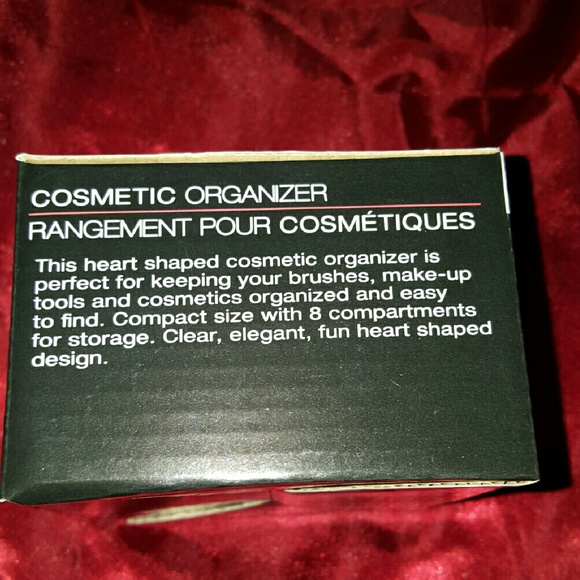 COSMETIC ORGANIZER
RANGEMENT POUR COSMÉTIQUES
This heart shaped cosmetic organizer is
perfect for keeping your brushes, make-up
tools and cosmetics organized and easy
to find. Compact size with 8 compartments
for storage. Clear, elegant, fun heart shaped
design.